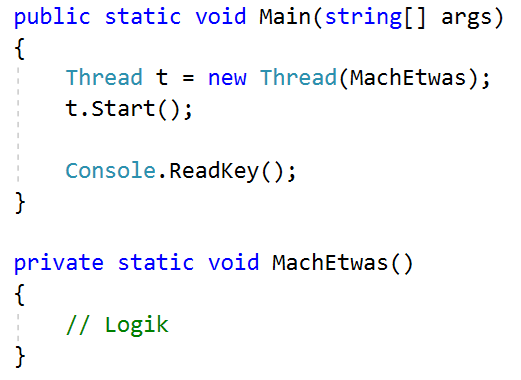 public static void Main(string[] args)
{
Thread t = new Thread(MachEtwas);
t.Start();
Console.ReadKey();
}
private static void MachEtwas()
{
// Logik
}